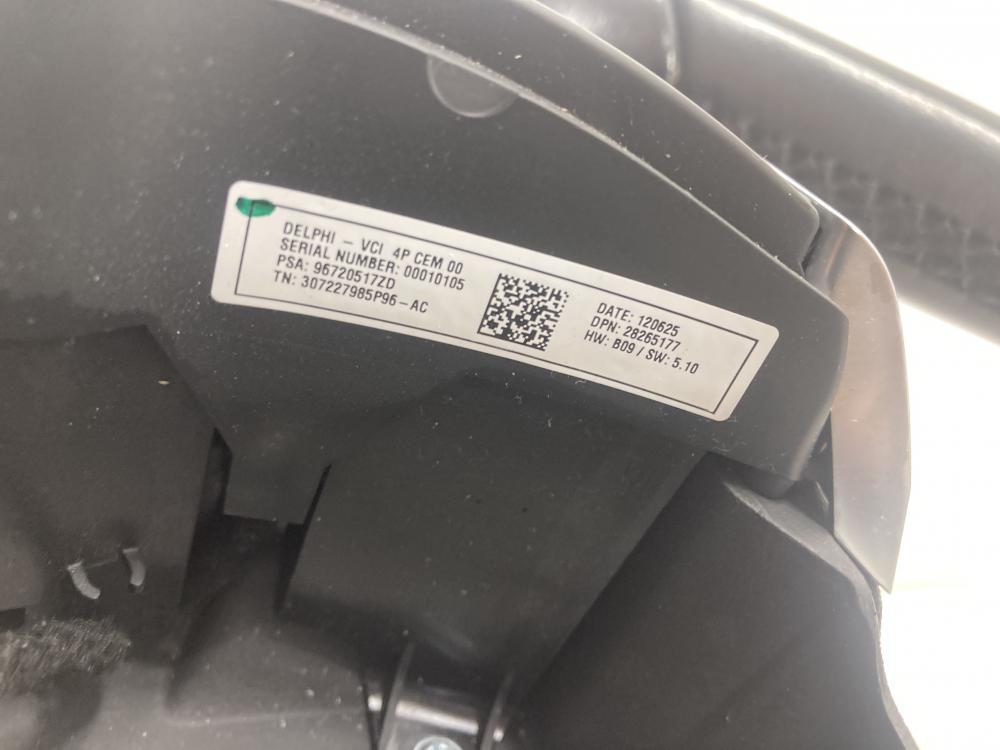 DELPHI – VCI 4P CEM 00
SERIAL NUMBER: 00010105
PSA: 96720517ZD
TN: 307227985P96-AC
DATE: 120625
DPN: 28265177
HW: B09 / SW: 5.10